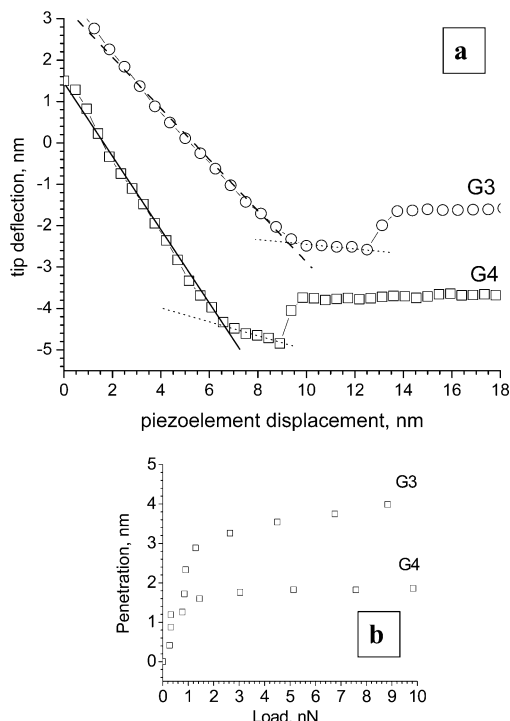 3
2
1
0
-1
-2
-3
-4
-5
tip deflection, nm
a
G3
G4
0 2 4 6 8 10 12 14 16 18
piezoelement displacement, nm
5
4
3
2
1
0
Penetration, nm
G3
G4
b
0 1 2 3 4 5 6 7 8 9 10
Load, nN